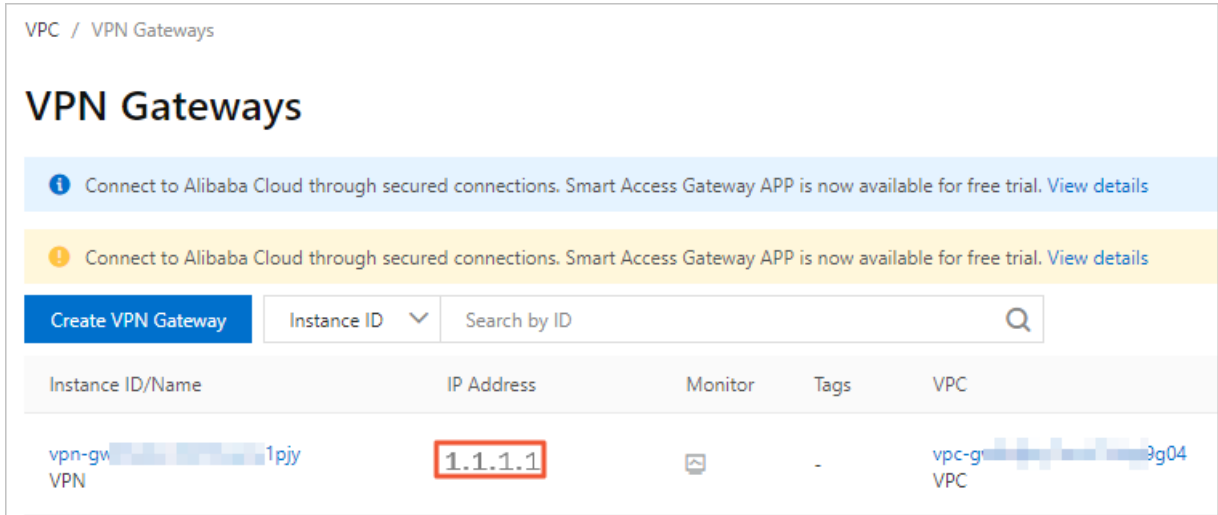 VPC / VPN Gateways
VPN Gateways
Connect to Alibaba Cloud through secured connections. Smart Access Gateway APP is now available for free trial. View details
Connect to Alibaba Cloud through secured connections. Smart Access Gateway APP is now available for free trial. View details
Create VPN Gateway Instance ID Search by ID
Instance ID/Name IP Address Monitor Tags VPC
vpn-gw 1pjy 1.1.1.1 - vpc-g 9g04
VPN VPC